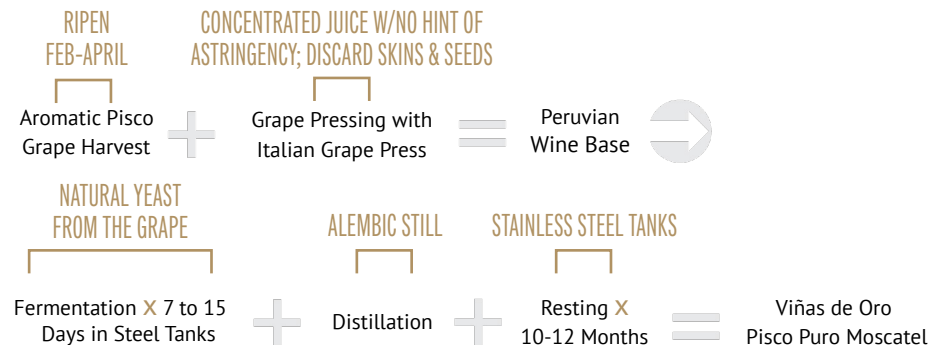 RIPEN
FEB-APRIL
CONCENTRATED JUICE W/NO HINT OF
ASTRINGENCY; DISCARD SKINS & SEEDS
Aromatic Pisco
Grape Harvest
+
Grape Pressing with
Italian Grape Press
=
Peruvian
Wine Base
NATURAL YEAST
FROM THE GRAPE
ALEMBIC STILL
STAINLESS STEEL TANKS
Fermentation X 7 to 15
Days in Steel Tanks
+
Distillation
+
Resting X
10-12 Months
=
Viñas de Oro
Pisco Puro Moscatel